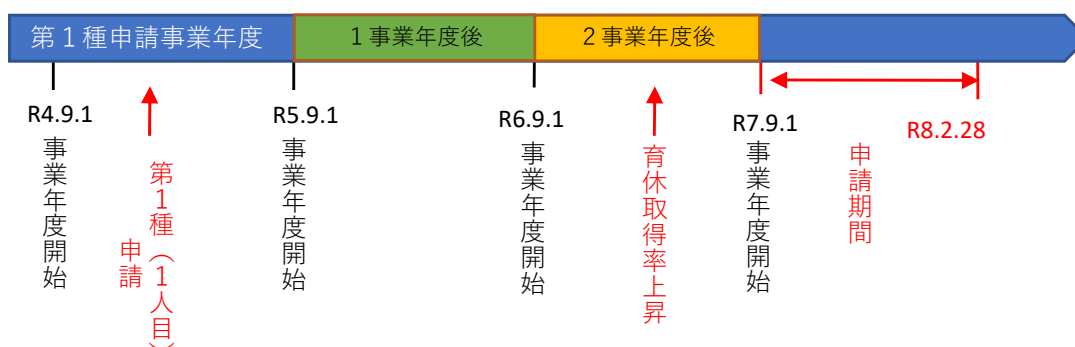 第1種申請事業年度
1事業年度後
2事業年度後
R4.9.1
R5.9.1
R6.9.1
R7.9.1
R8.2.28
事業年度開始
第1種(1人目)
申請
事業年度開始
事業年度開始
育休取得率上昇
事業年度開始
申請期間